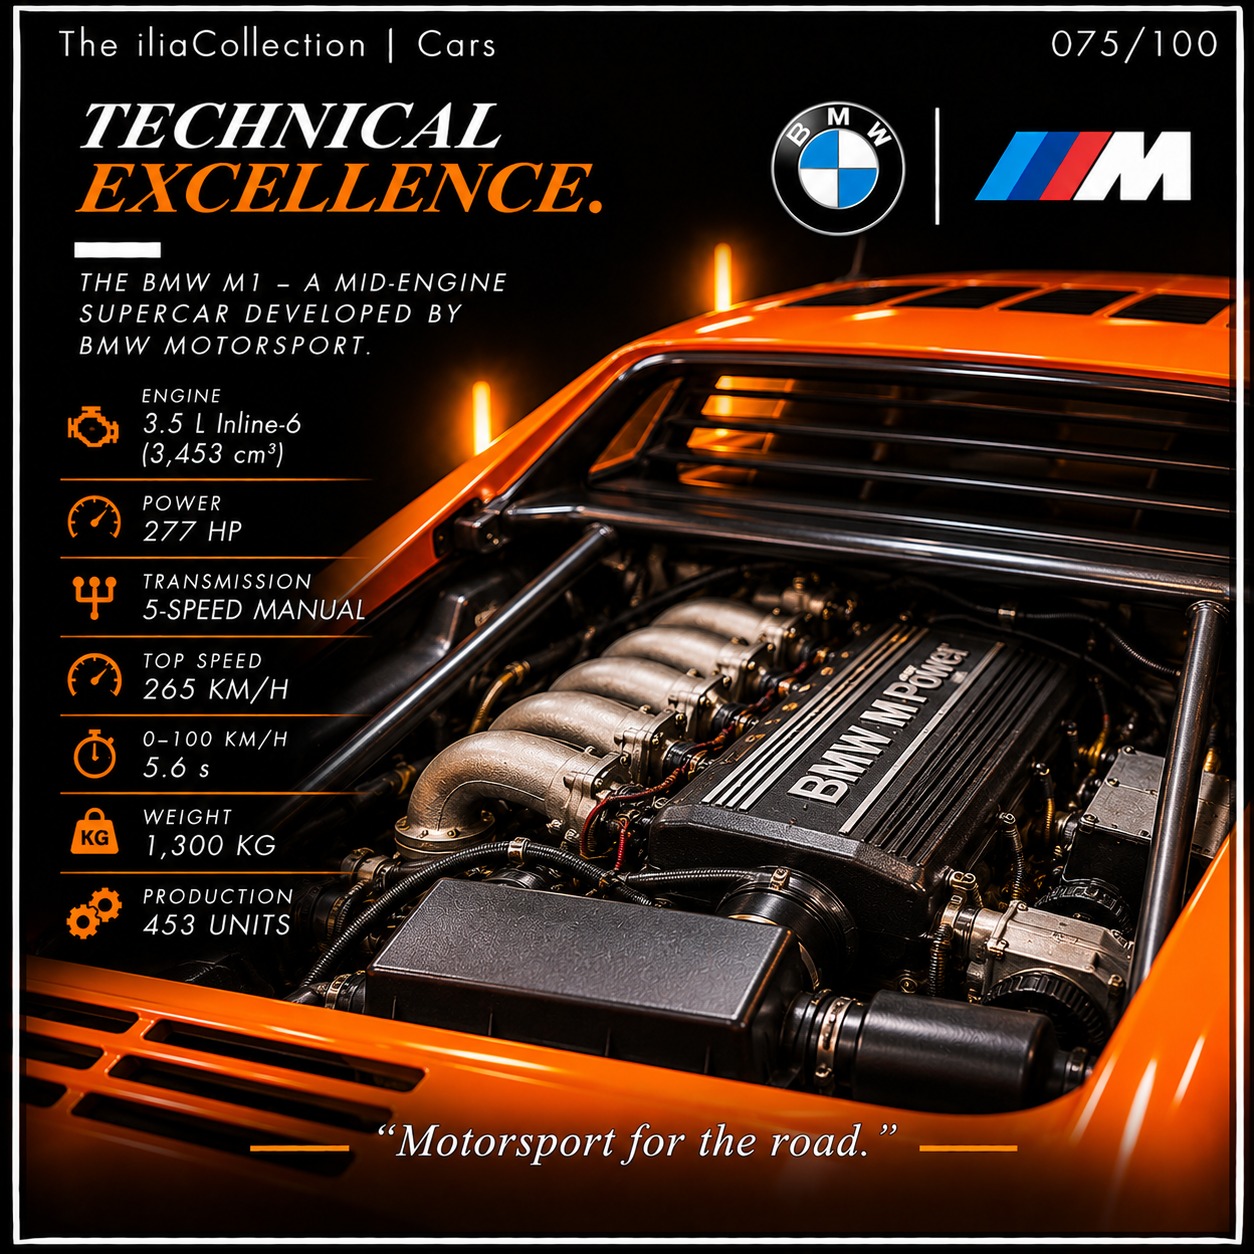 The iliaCollection | Cars
075/100
TECHNICAL
EXCELLENCE.
BMW
M
THE BMW M1 – A MID-ENGINE
SUPERCAR DEVELOPED BY
BMW MOTORSPORT.
ENGINE
3.5 L Inline-6
(3,453 cm³)
POWER
277 HP
TRANSMISSION
5-SPEED MANUAL
TOP SPEED
265 KM/H
0–100 KM/H
5.6 s
KG
WEIGHT
1,300 KG
PRODUCTION
453 UNITS
BMW M Power
“Motorsport for the road.”